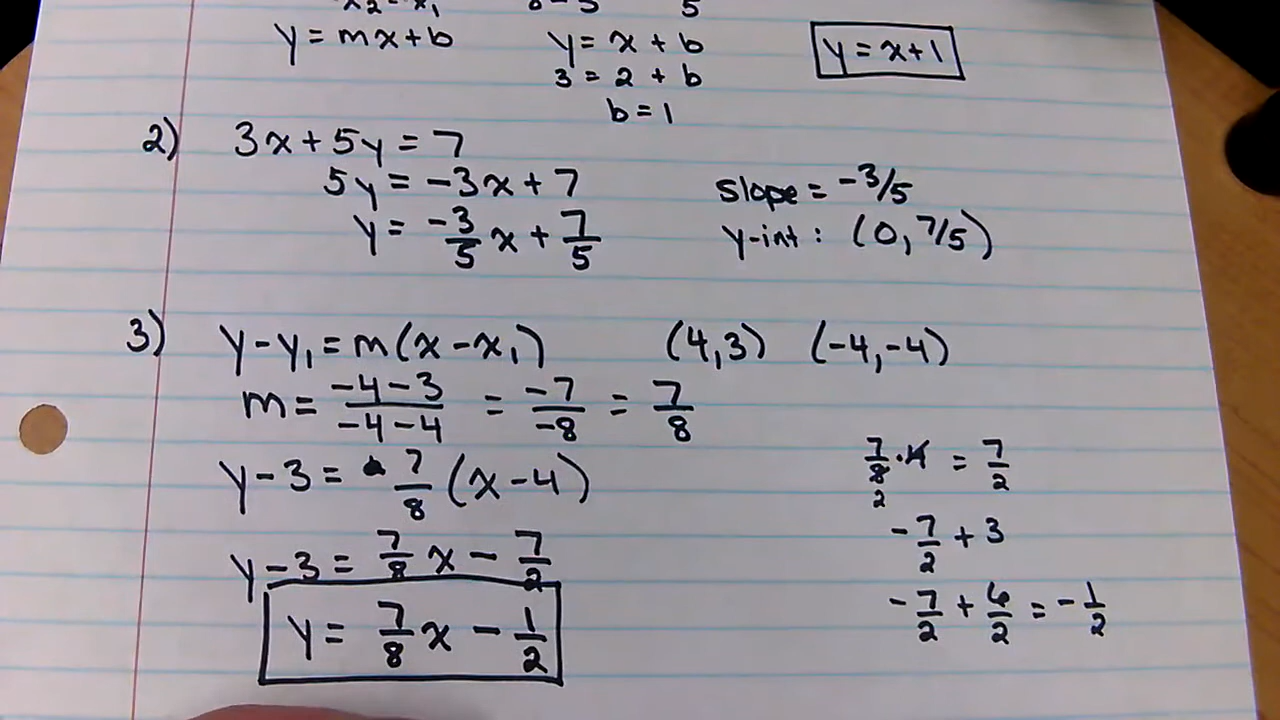 y = mx + b    y = x + b    y = x + 1
3 = 2 + b
b = 1
2) 3x + 5y = 7
5y = -3x + 7    slope = -3/5
y = -3/5 x + 7/5    y-int : (0, 7/5)
3) y - y₁ = m(x - x₁)    (4,3)    (-4,-4)
m = -4-3/-4-4 = -7/-8 = 7/8
y - 3 = 7/8 (x - 4)    7/8 · 4 = 7/2
2
-7/2 + 3
y - 3 = 7/8 x - 7/2
y = 7/8 x - 1/2    -7/2 + 6/2 = -1/2